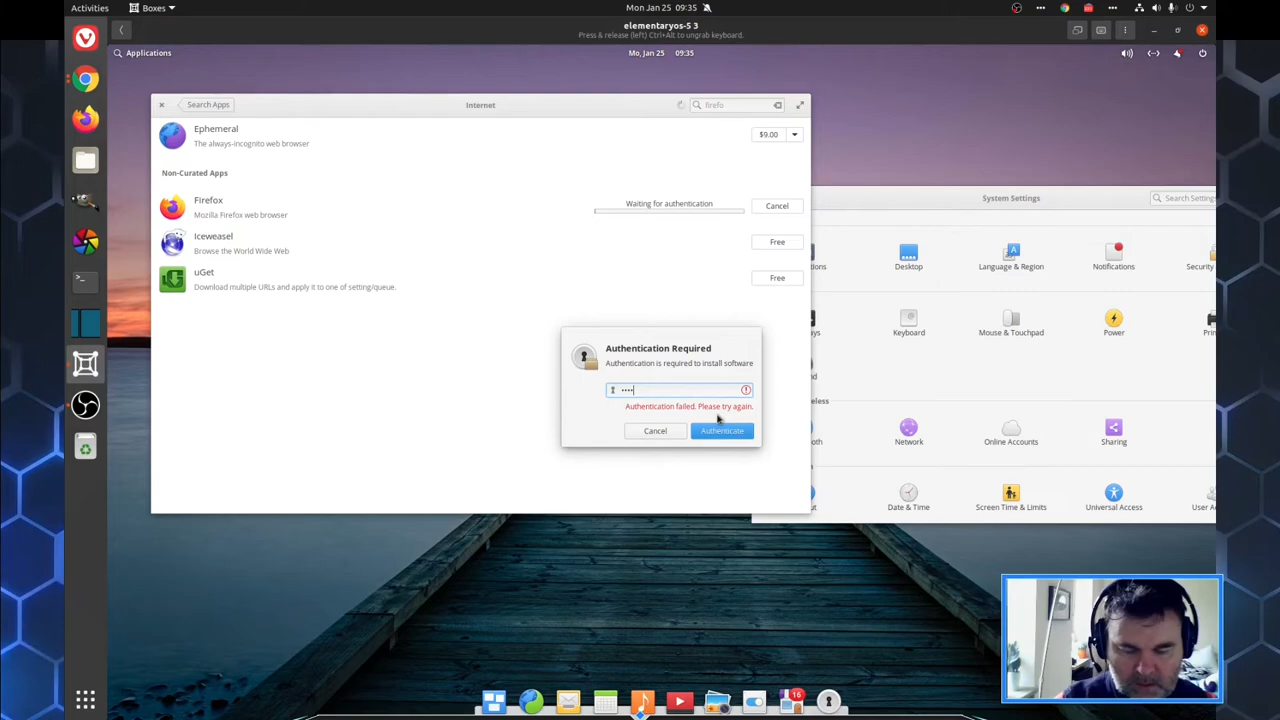 Activities
Boxes
Mon Jan 25 09:35
elementaryos-5 3
Press & release (left) Ctrl+Alt to ungrab keyboard.
Applications
Mo, Jan 25 09:35
Search Apps
Internet
firefo
Ephemeral
The always-incognito web browser
$9.00
Non-Curated Apps
Firefox
Mozilla Firefox web browser
Waiting for authentication
Cancel
Iceweasel
Browse the World Wide Web
Free
uGet
Download multiple URLs and apply it to one of setting/queue.
Free
Authentication Required
Authentication is required to install software
Authentication failed. Please try again.
Cancel
Authenticate
System Settings
Search Settings
Desktop
Language & Region
Notifications
Security
Keyboard
Mouse & Touchpad
Power
Network
Online Accounts
Sharing
Date & Time
Screen Time & Limits
Universal Access
16